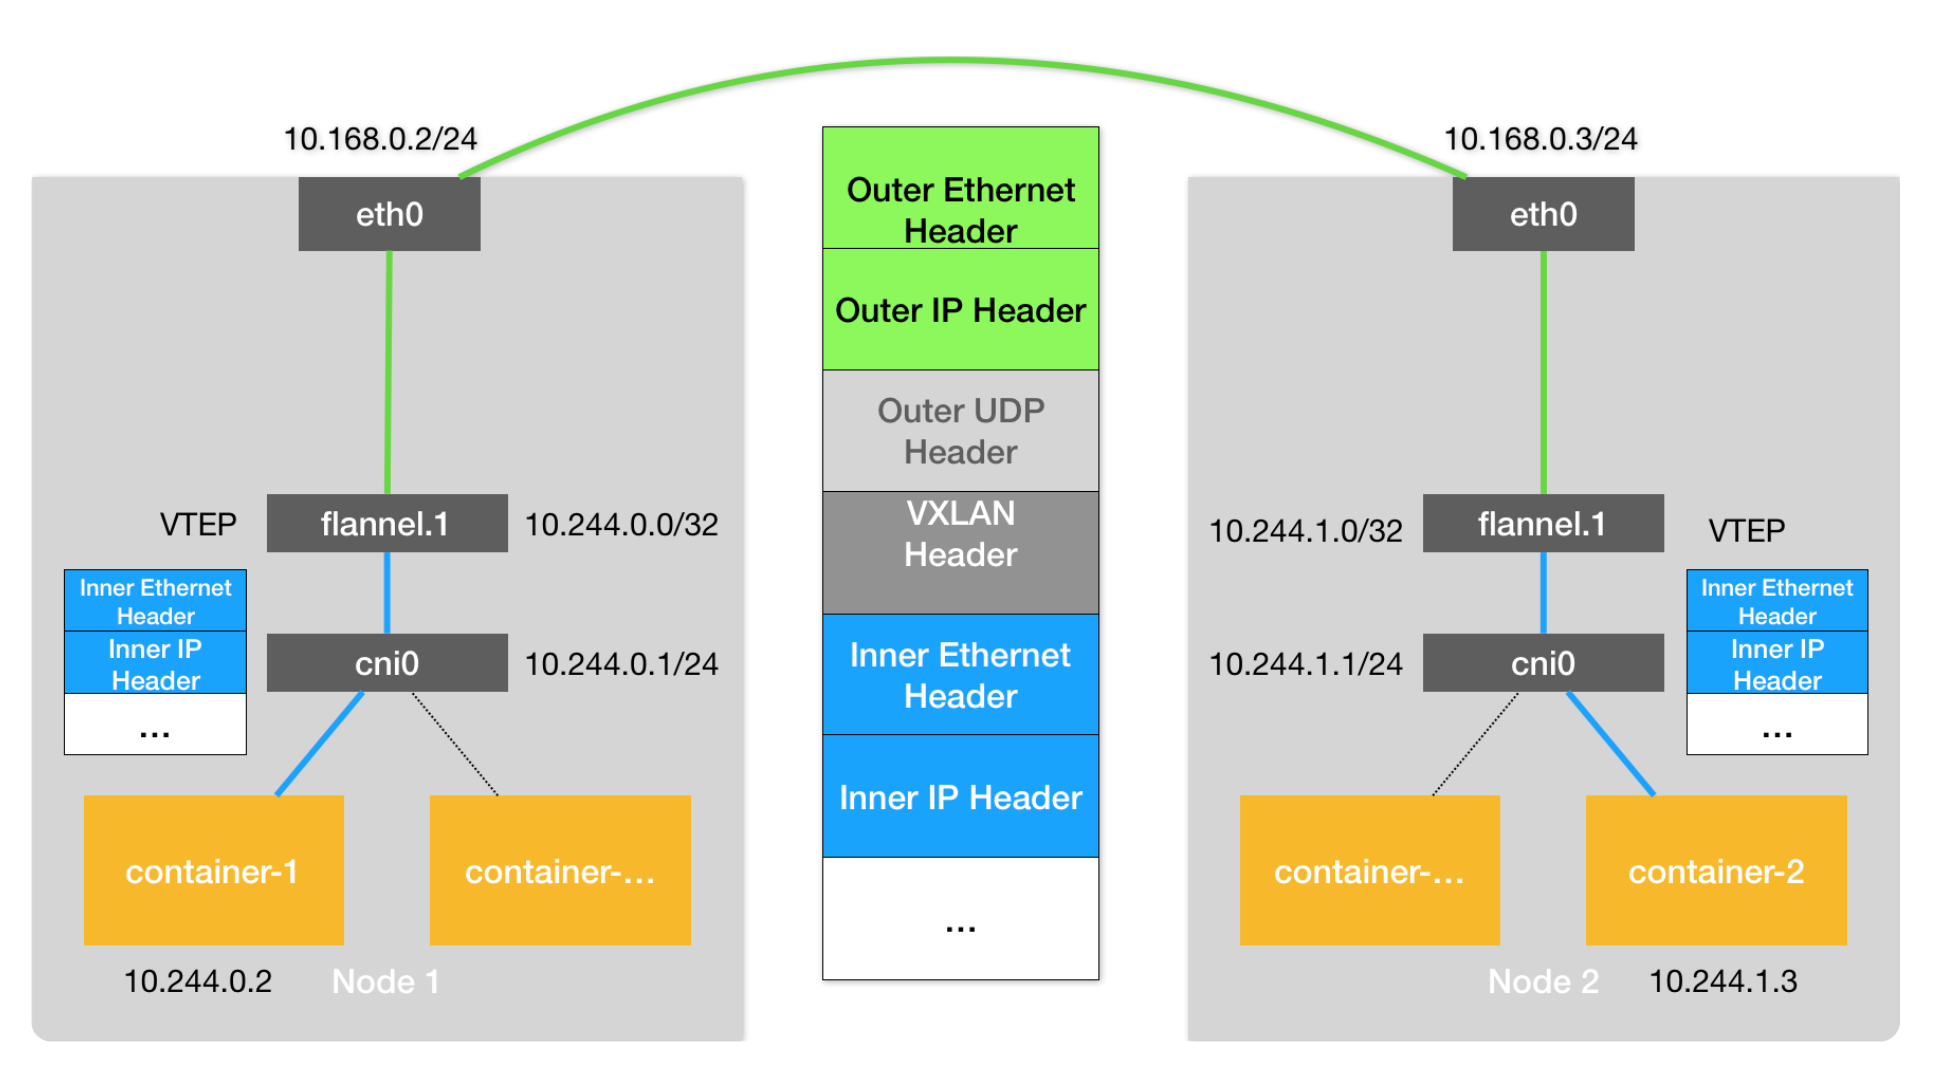 10.168.0.2/24
eth0
VTEP
flannel.1
10.244.0.0/32
Inner Ethernet
Header
Inner IP
Header
...
cni0
10.244.0.1/24
container-1
container-...
10.244.0.2
Node 1
Outer Ethernet
Header
Outer IP Header
Outer UDP
Header
VXLAN
Header
Inner Ethernet
Header
Inner IP Header
...
10.168.0.3/24
eth0
10.244.1.0/32
flannel.1
VTEP
10.244.1.1/24
cni0
Inner Ethernet
Header
Inner IP
Header
...
container-...
container-2
Node 2
10.244.1.3